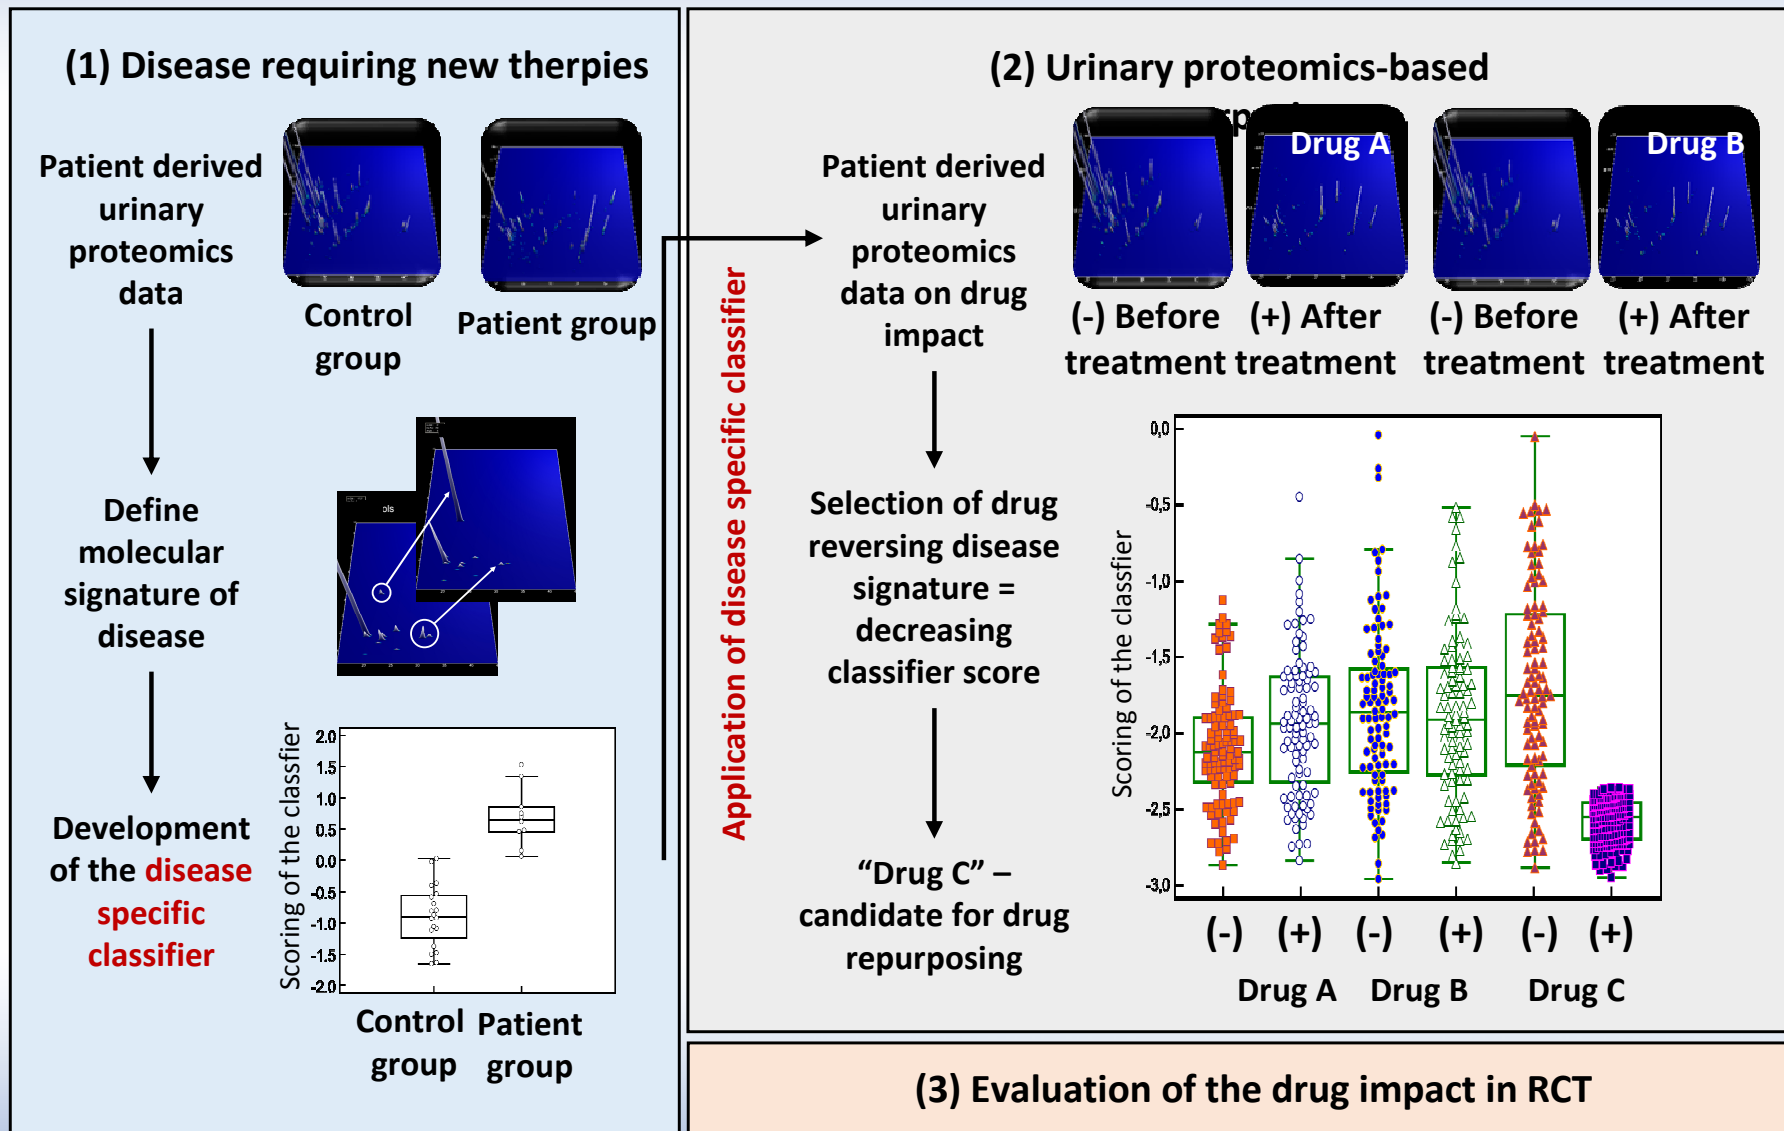 (1) Disease requiring new therpies
Patient derived
urinary
proteomics
data
Control
group
Patient group
Define
molecular
signature of
disease
ols
Development
of the disease
specific
classifier
Scoring of the classfier
2.0
1.5
1.0
0.5
0.0
-0.5
-1.0
-1.5
-2.0
Control
group
Patient
group
Application of disease specific classifier
(2) Urinary proteomics-based
Patient derived
urinary
proteomics
data on drug
impact
Drug A
Drug B
(-) Before
treatment
(+) After
treatment
(-) Before
treatment
(+) After
treatment
Selection of drug
reversing disease
signature =
decreasing
classifier score
"Drug C" –
candidate for drug
repurposing
Scoring of the classfier
0,0
-0,5
-1,0
-1,5
-2,0
-2,5
-3,0
(-) (+) (-) (+) (-) (+)
Drug A Drug B Drug C
(3) Evaluation of the drug impact in RCT